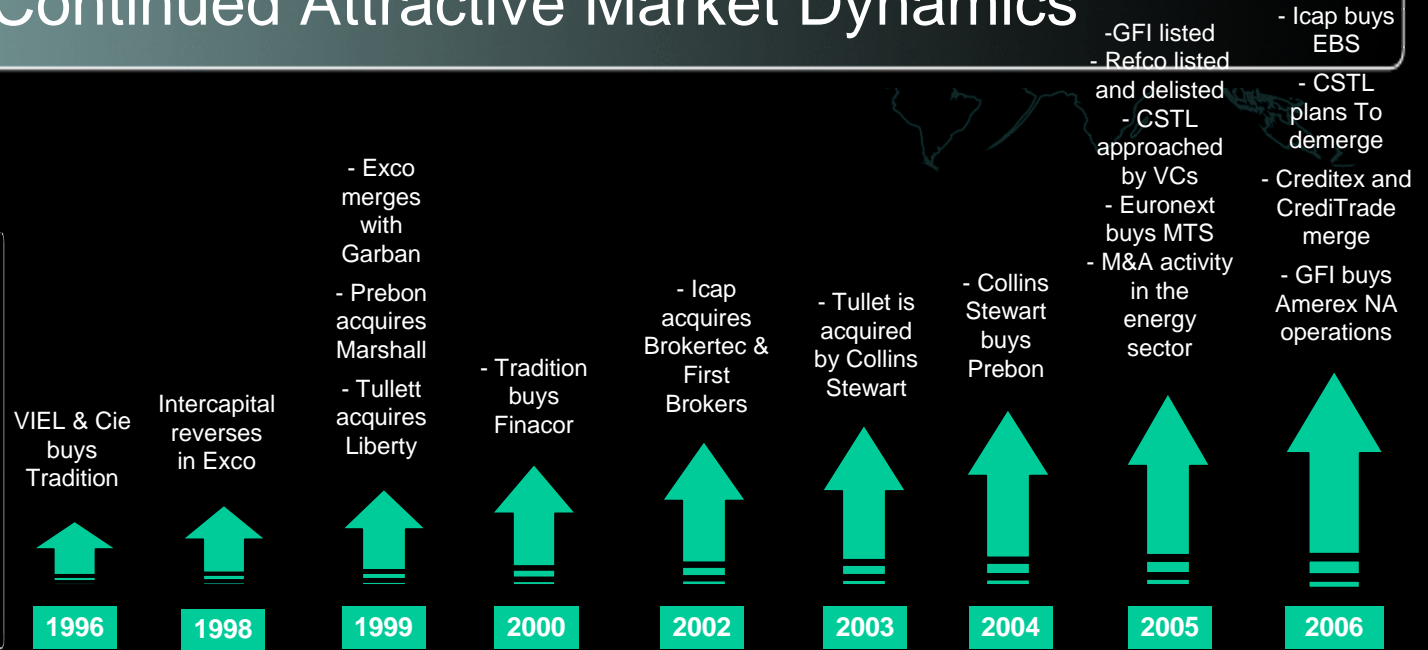 Continued Attractive Market Dynamics
VIEL & Cie
buys
Tradition
1996
Intercapital
reverses
in Exco
1998
- Exco
merges
with
Garban
- Prebon
acquires
Marshall
- Tullett
acquires
Liberty
1999
- Tradition
buys
Finacor
2000
- Icap
acquires
Brokertec &
First
Brokers
2002
- Tullet is
acquired
by Collins
Stewart
2003
- Collins
Stewart
buys
Prebon
2004
-GFI listed
- Refco listed
and delisted
- CSTL
approached
by VCs
- Euronext
buys MTS
- M&A activity
in the
energy
sector
2005
- Icap buys
EBS
- CSTL
plans To
demerge
- Creditex and
CrediTrade
merge
- GFI buys
Amerex NA
operations
2006